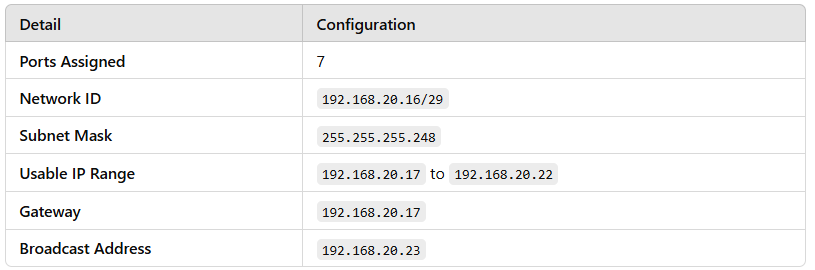 Detail Configuration
Ports Assigned 7
Network ID 192.168.20.16/29
Subnet Mask 255.255.255.248
Usable IP Range 192.168.20.17 to 192.168.20.22
Gateway 192.168.20.17
Broadcast Address 192.168.20.23